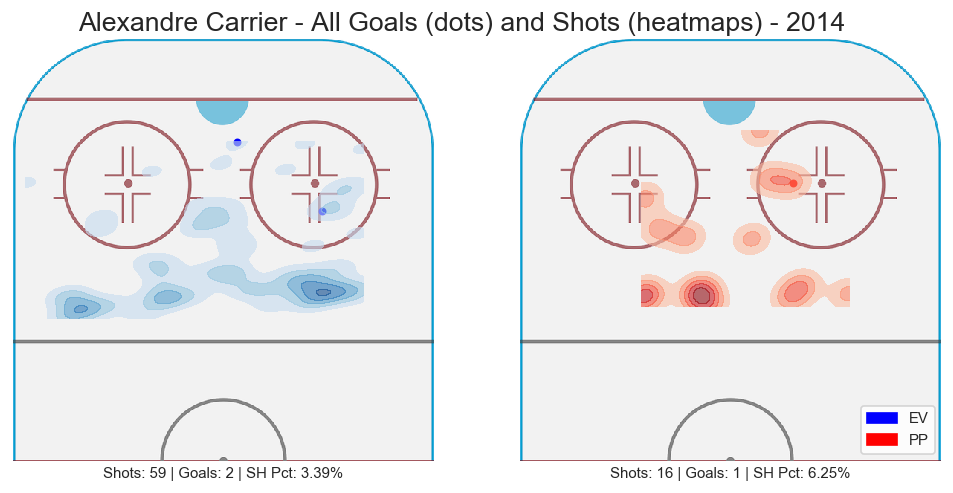 Alexandre Carrier - All Goals (dots) and Shots (heatmaps) - 2014
EV
PP
Shots: 59 | Goals: 2 | SH Pct: 3.39%
Shots: 16 | Goals: 1 | SH Pct: 6.25%